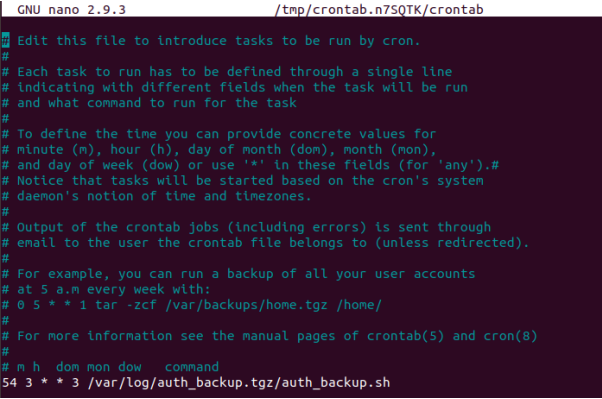 GNU nano 2.9.3 /tmp/crontab.n7SQTK/crontab
# Edit this file to introduce tasks to be run by cron.
#
# Each task to run has to be defined through a single line
# indicating with different fields when the task will be run
# and what command to run for the task
#
# To define the time you can provide concrete values for
# minute (m), hour (h), day of month (dom), month (mon),
# and day of week (dow) or use '*' in these fields (for 'any').#
# Notice that tasks will be started based on the cron's system
# daemon's notion of time and timezones.
#
# Output of the crontab jobs (including errors) is sent through
# email to the user the crontab file belongs to (unless redirected).
#
# For example, you can run a backup of all your user accounts
# at 5 a.m every week with:
# 0 5 * * 1 tar -zcf /var/backups/home.tgz /home/
#
# For more information see the manual pages of crontab(5) and cron(8)
#
# m h  dom mon dow   command
54 3 * * 3 /var/log/auth_backup.tgz/auth_backup.sh